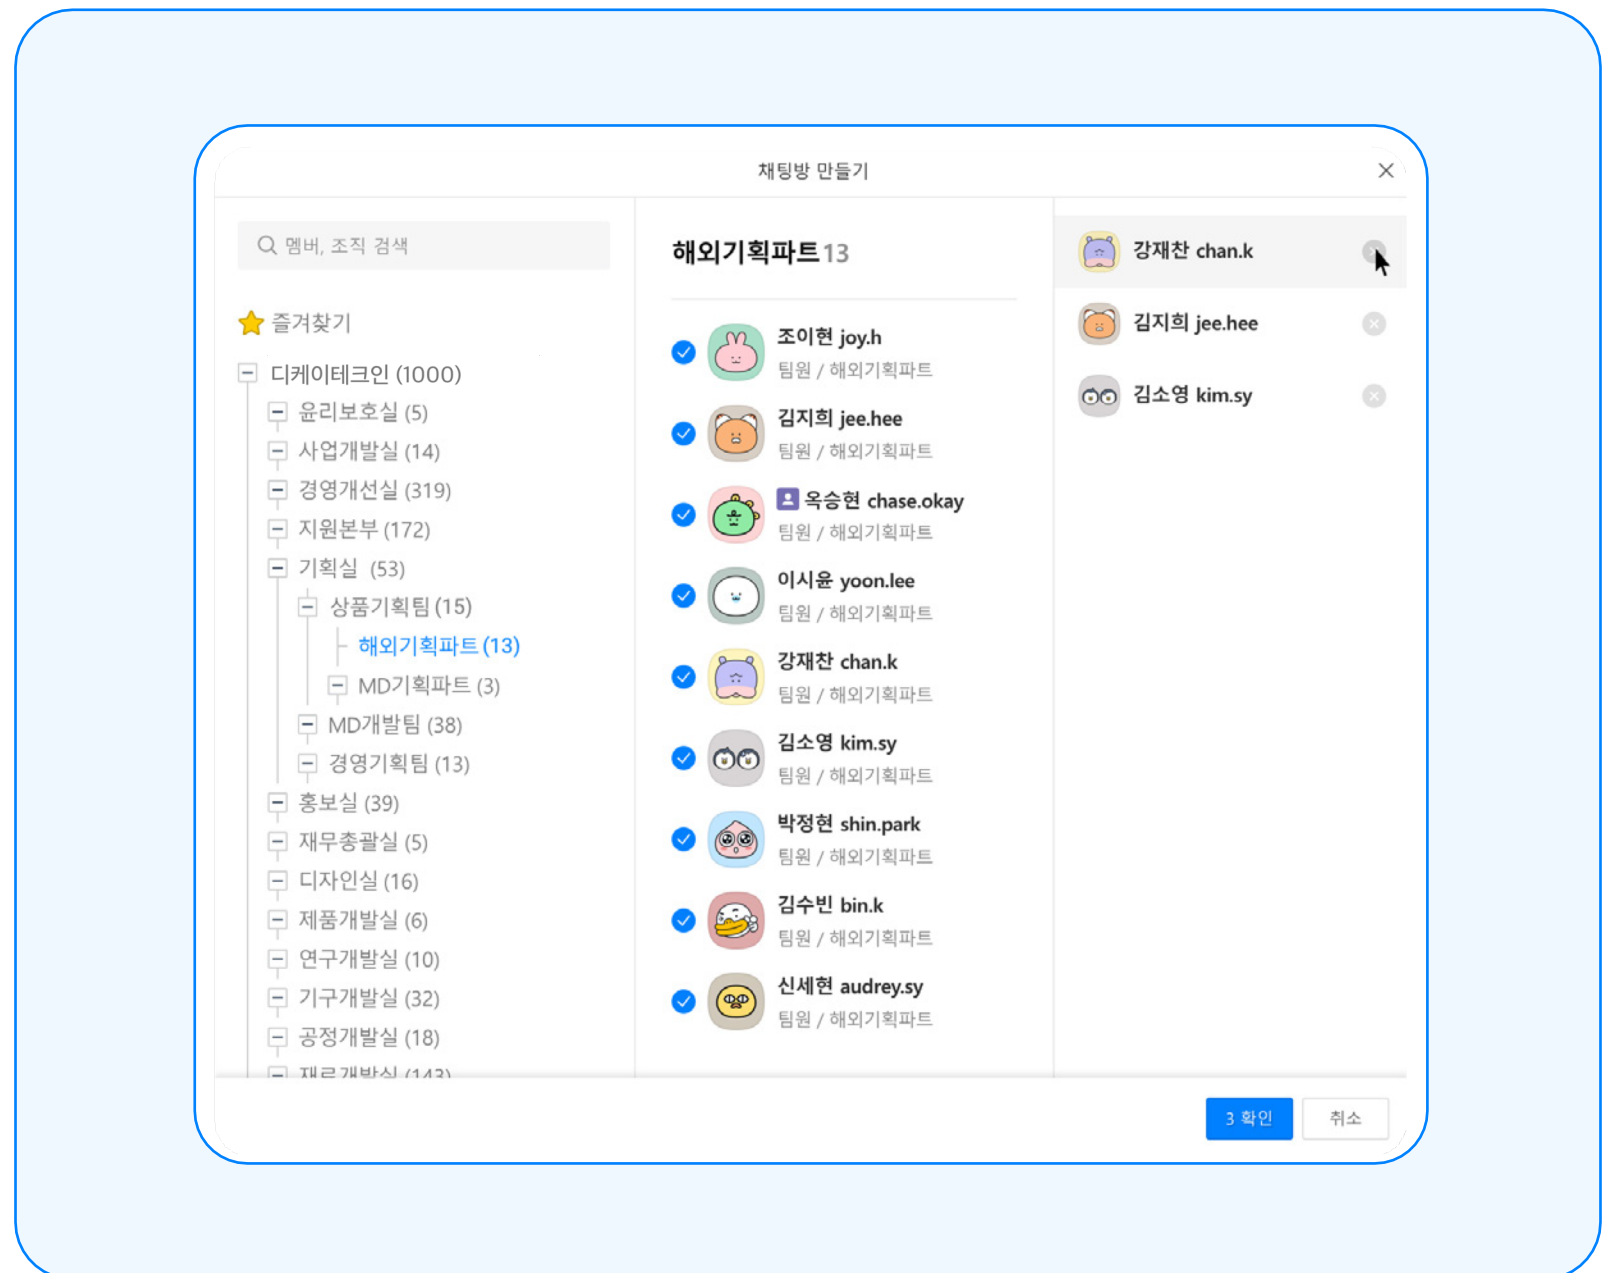 채팅방 만들기
멤버, 조직 검색
즐겨찾기
디케이테크인 (1000)
윤리보호실 (5)
사업개발실 (14)
경영개선실 (319)
지원본부 (172)
기획실 (53)
상품기획팀 (15)
해외기획파트 (13)
MD기획파트 (3)
MD개발팀 (38)
경영기획팀 (13)
홍보실 (39)
재무총괄실 (5)
디자인실 (16)
제품개발실 (6)
연구개발실 (10)
기구개발실 (32)
공정개발실 (18)
재료개발실 (143)
해외기획파트 13
조이현 joy.h
팀원 / 해외기획파트
김지희 jee.hee
팀원 / 해외기획파트
옥승현 chase.okay
팀원 / 해외기획파트
이시윤 yoon.lee
팀원 / 해외기획파트
강재찬 chan.k
팀원 / 해외기획파트
김소영 kim.sy
팀원 / 해외기획파트
박정현 shin.park
팀원 / 해외기획파트
김수빈 bin.k
팀원 / 해외기획파트
신세현 audrey.sy
팀원 / 해외기획파트
강재찬 chan.k
김지희 jee.hee
김소영 kim.sy
3 확인
취소